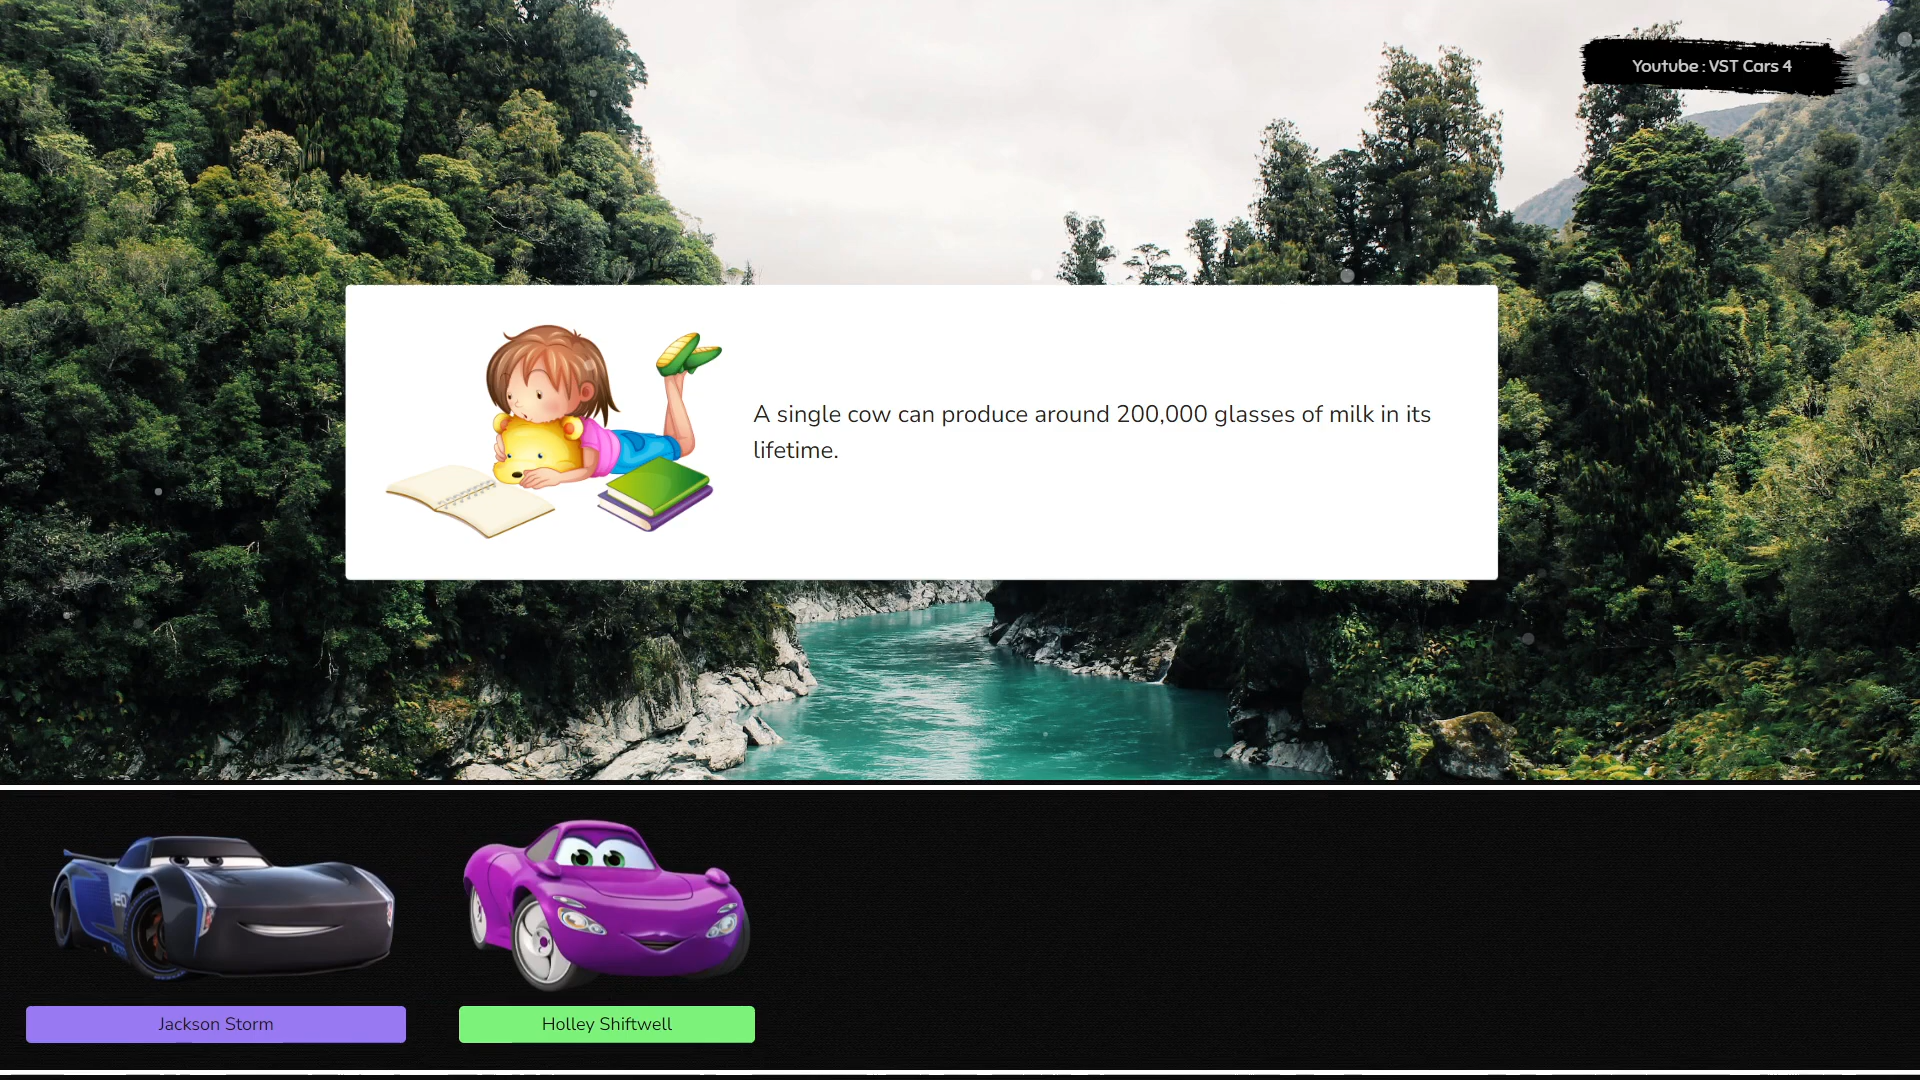 Youtube : VST Cars 4
A single cow can produce around 200,000 glasses of milk in its
lifetime.
20
Jackson Storm
Holley Shiftwell